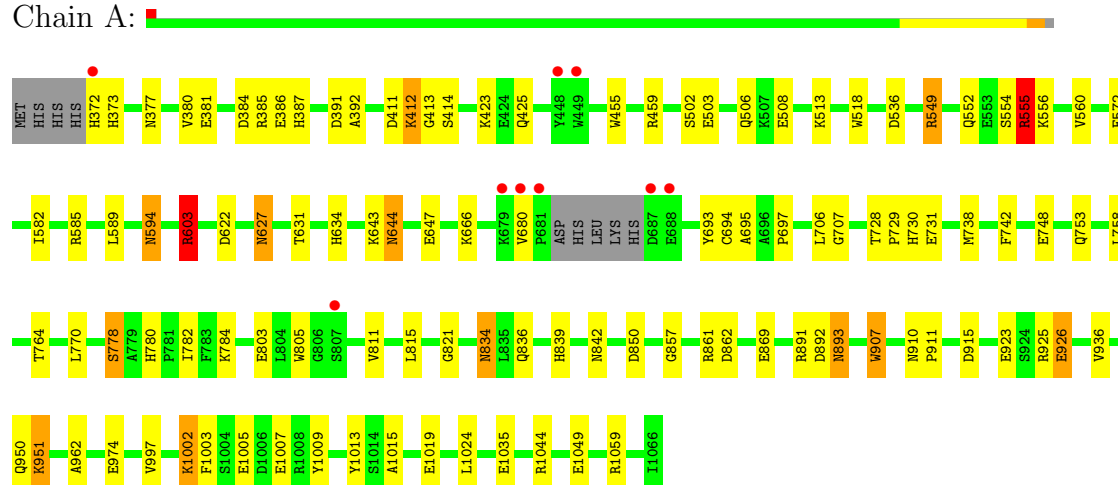 Chain A:
MET HIS HIS HIS H372 H373 N377 V380 E381 D384 R385 E386 H387 D391 A392 D411 K412 G413 S414 K423 E424 Q425 Y448 W449 W455 R459 S502 E503 Q506 K507 E508 K513 W518 D536 R549 Q552 E553 S554 R555 K556 V560
I582 R585 L589 N594 R603 D622 N627 T631 H634 K643 N644 E647 K666 K679 V680 P681 ASP HIS LEU LYS HIS D687 E688 Y693 C694 A695 A696 P697 L706 G707 T728 P729 H730 E731 M738 F742 E748 Q753
T764 L770 S778 A779 H780 P781 I782 F783 K784 E803 L804 W805 G806 S807 V811 L815 G821 N834 L835 Q836 H839 N842 D850 G857 R861 D862 E869 R891 D892 N893 W907 N910 P911 D915 E923 S924 R925 E926 V936
Q950 K951 A962 E974 V997 K1002 F1003 S1004 E1005 D1006 E1007 R1008 Y1009 Y1013 S1014 A1015 E1019 L1024 E1035 R1044 E1049 R1059 I1066